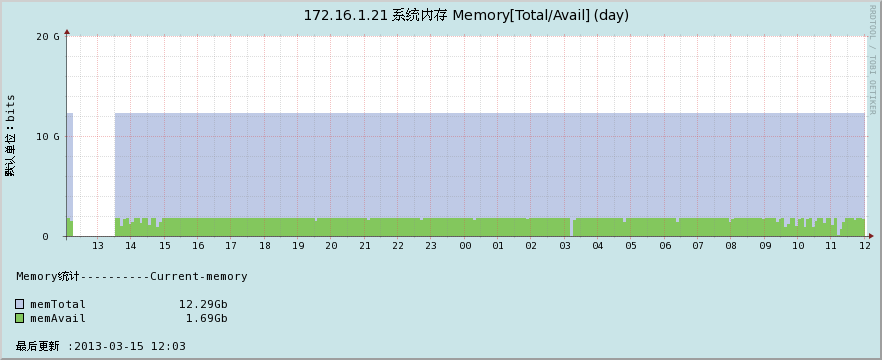 172.16.1.21 系统内存 Memory[Total/Avail] (day)
RRDTOOL / TOBI OETIKER
默认单位：bits
20 G
10 G
0
13 14 15 16 17 18 19 20 21 22 23 00 01 02 03 04 05 06 07 08 09 10 11 12
Memory统计----------Current-memory
memTotal 12.29Gb
memAvail 1.69Gb
最后更新 :2013-03-15 12:03